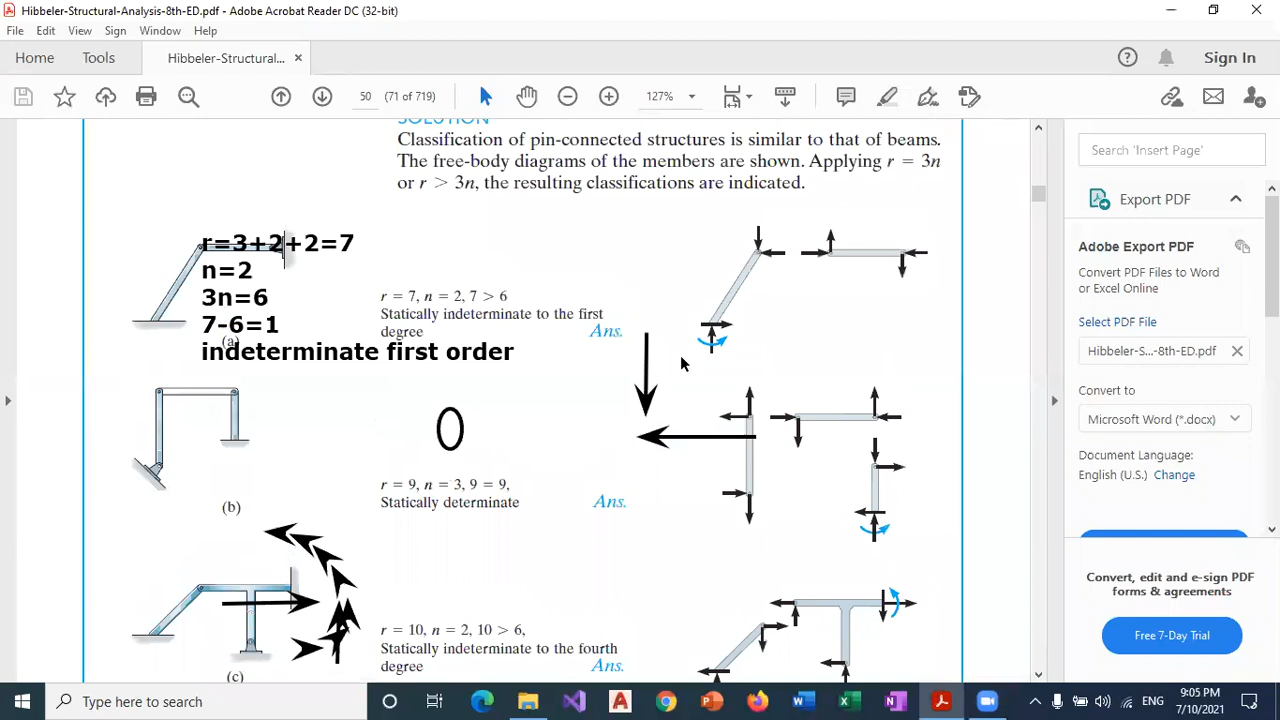 Hibbeler-Structural-Analysis-8th-ED.pdf - Adobe Acrobat Reader DC (32-bit)
File Edit View Sign Window Help
Home Tools Hibbeler-Structural... × Sign In
50 (71 of 719) 127%
SOLUTION
Classification of pin-connected structures is similar to that of beams.
The free-body diagrams of the members are shown. Applying r = 3n
or r > 3n, the resulting classifications are indicated.
r=3+2+2=7
n=2
3n=6
7-6=1
indeterminate first order
(a)
r = 7, n = 2, 7 > 6
Statically indeterminate to the first
degree Ans.
0
r = 9, n = 3, 9 = 9,
Statically determinate Ans.
(b)
r = 10, n = 2, 10 > 6,
Statically indeterminate to the fourth
degree Ans.
(c)
Search 'Insert Page'
Export PDF
Adobe Export PDF
Convert PDF Files to Word
or Excel Online
Select PDF File
Hibbeler-S...-8th-ED.pdf
Convert to
Microsoft Word (*.docx)
Document Language:
English (U.S.) Change
Convert, edit and e-sign PDF
forms & agreements
Free 7-Day Trial
Type here to search
ENG
9:05 PM
7/10/2021